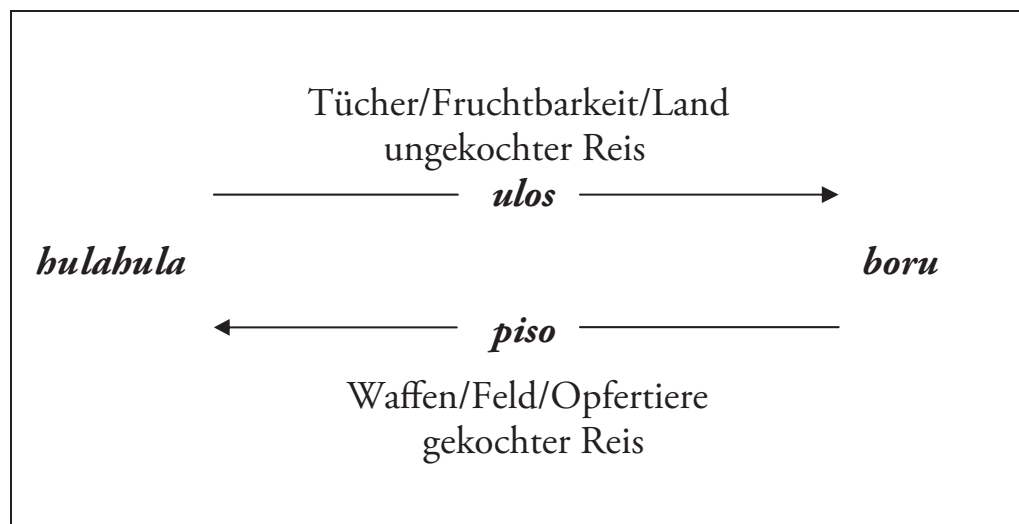 Tücher/Fruchtbarkeit/Land
ungekochter Reis
ulos
hulahula
boru
piso
Waffen/Feld/Opfertiere
gekochter Reis